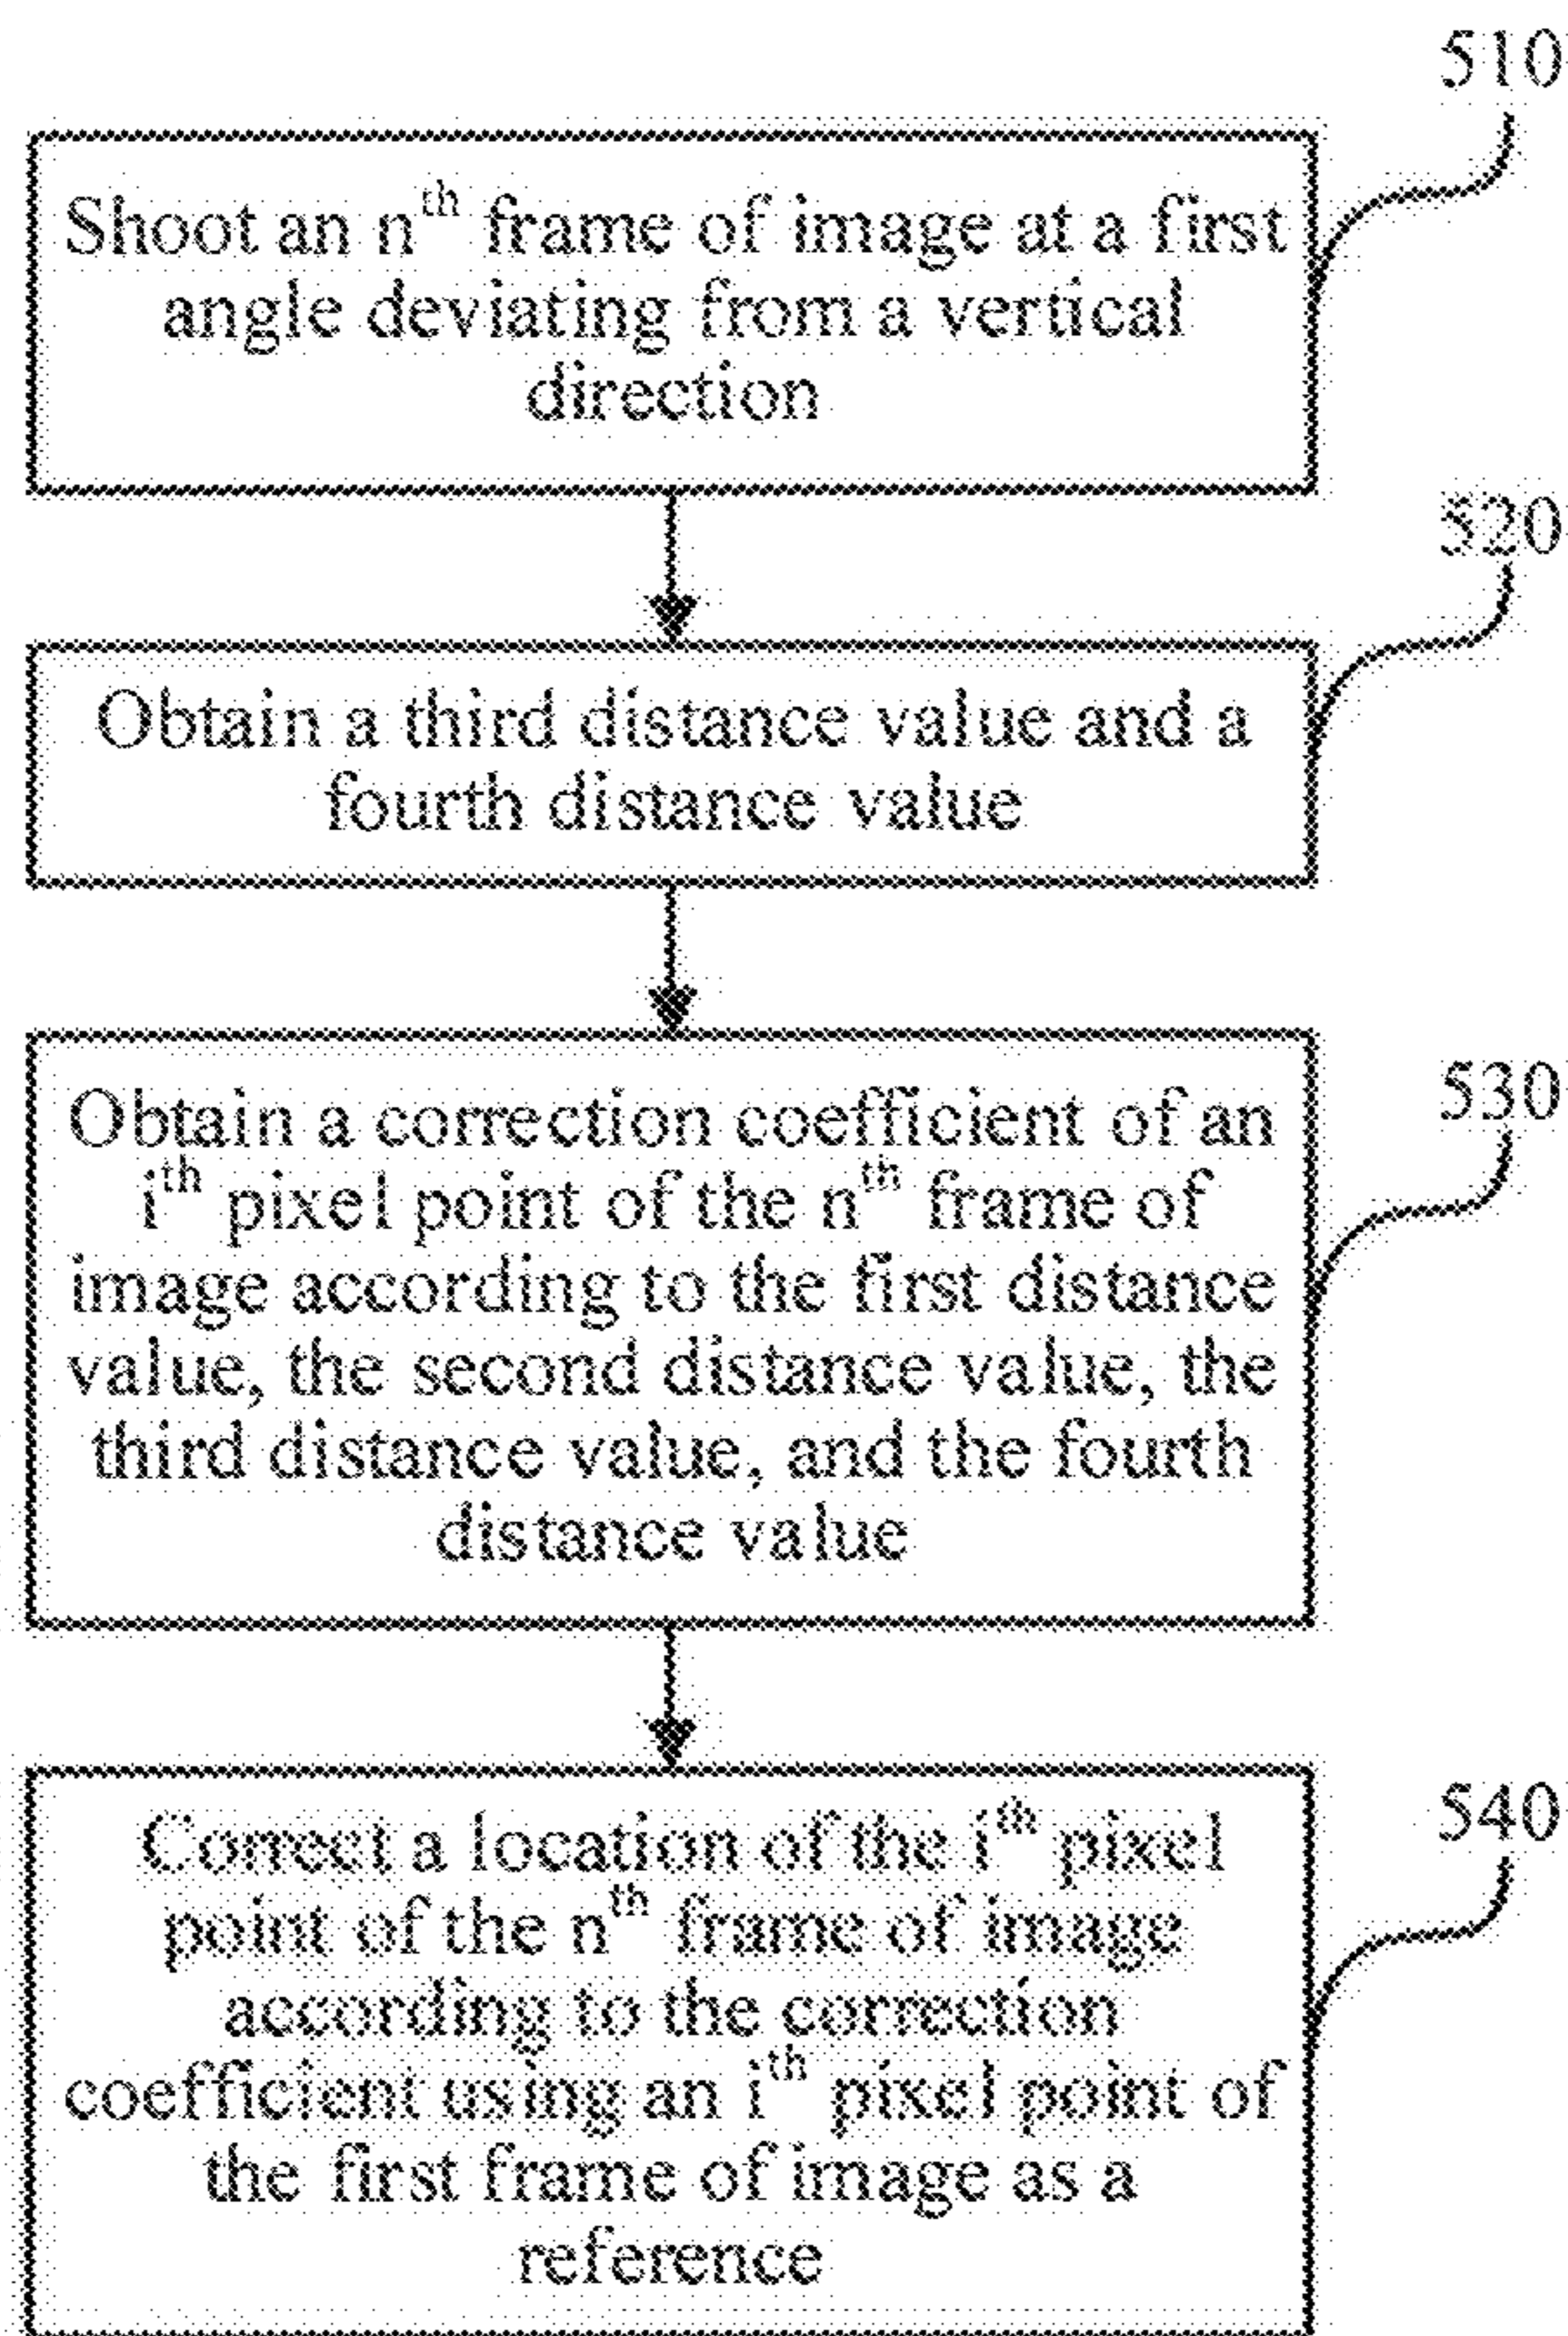 510
Shoot an nth frame of image at a first
angle deviating from a vertical
direction
520
Obtain a third distance value and a
fourth distance value
530
Obtain a correction coefficient of an
ith pixel point of the nth frame of
image according to the first distance
value, the second distance value, the
third distance value, and the fourth
distance value
540
Correct a location of the ith pixel
point of the nth frame of image
according to the correction
coefficient using an ith pixel point of
the first frame of image as a
reference